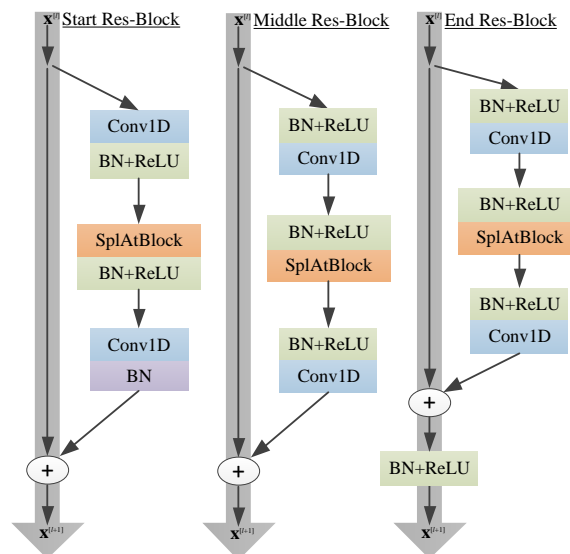 x^[l] Start Res-Block
Conv1D
BN+ReLU
SplAtBlock
BN+ReLU
Conv1D
BN
+
x^[l+1]
x^[l] Middle Res-Block
BN+ReLU
Conv1D
BN+ReLU
SplAtBlock
BN+ReLU
Conv1D
+
x^[l+1]
x^[l] End Res-Block
BN+ReLU
Conv1D
BN+ReLU
SplAtBlock
BN+ReLU
Conv1D
+
BN+ReLU
x^[l+1]